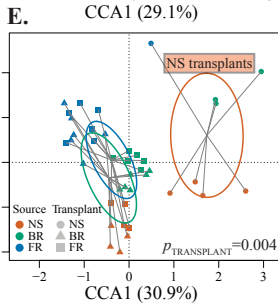 CCA1 (29.1%)
E.
NS transplants
Source Transplant
NS NS
BR BR
FR FR
pTRANSPLANT=0.004
−2 −1 0 1 2 3
CCA1 (30.9%)